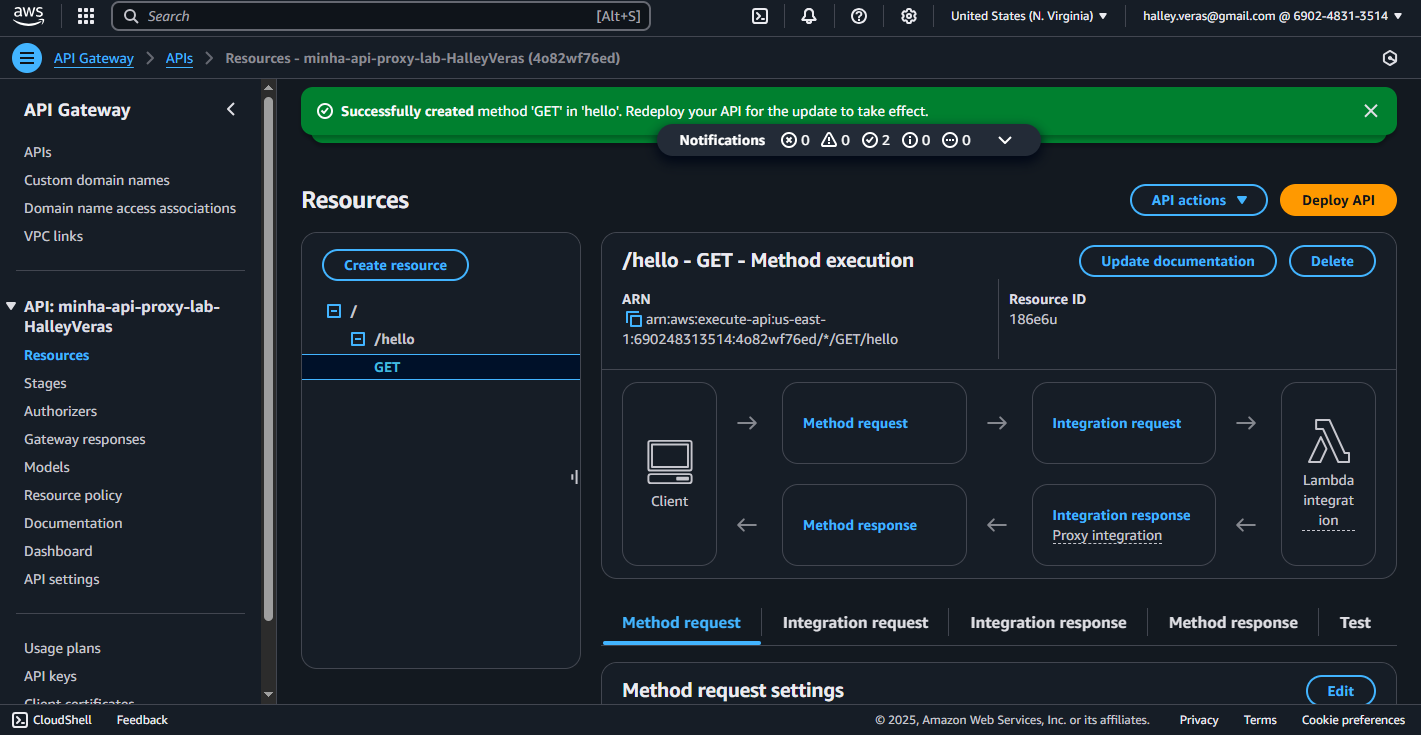 aws
Search [Alt+S]
United States (N. Virginia)
halley.veras@gmail.com @ 6902-4831-3514
API Gateway
APIs
Resources - minha-api-proxy-lab-HalleyVeras (4o82wf76ed)
API Gateway
APIs
Custom domain names
Domain name access associations
VPC links
API: minha-api-proxy-lab-
HalleyVeras
Resources
Stages
Authorizers
Gateway responses
Models
Resource policy
Documentation
Dashboard
API settings
Usage plans
API keys
Client certificates
Successfully created method 'GET' in 'hello'. Redeploy your API for the update to take effect.
Notifications 0 0 2 0 0
Resources
API actions
Deploy API
Create resource
/
/hello
GET
/hello - GET - Method execution
Update documentation
Delete
ARN
arn:aws:execute-api:us-east-
1:690248313514:4o82wf76ed/*/GET/hello
Resource ID
186e6u
Client
Method request
Integration request
Method response
Integration response
Proxy integration
Lambda
integrat
ion
Method request
Integration request
Integration response
Method response
Test
Method request settings
Edit
CloudShell
Feedback
© 2025, Amazon Web Services, Inc. or its affiliates.
Privacy
Terms
Cookie preferences